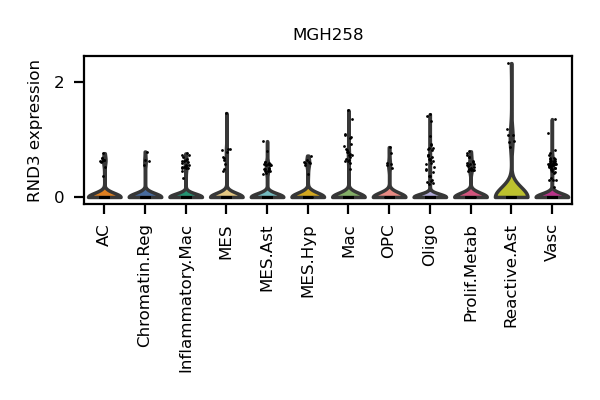 MGH258
RND3 expression
2
0
AC
Chromatin.Reg
Inflammatory.Mac
MES
MES.Ast
MES.Hyp
Mac
OPC
Oligo
Prolif.Metab
Reactive.Ast
Vasc